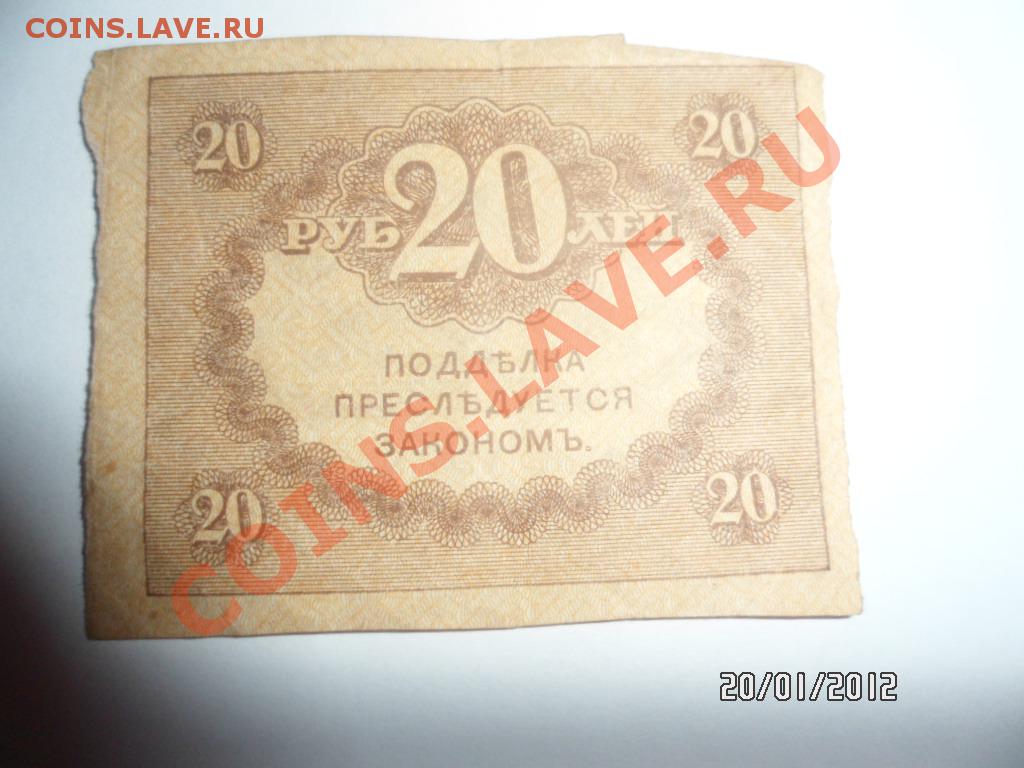 COINS.LAVE.RU
20 20
РУБ 20 ЛЕЙ
ПОДДѢЛКА
ПРЕСЛѢДУЕТСЯ
ЗАКОНОМЪ.
20 20
COINS.LAVE.RU
20/01/2012